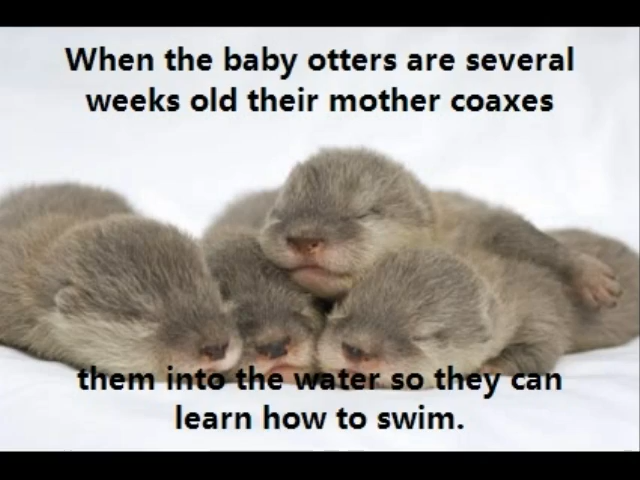 When the baby otters are several
weeks old their mother coaxes
them into the water so they can
learn how to swim.